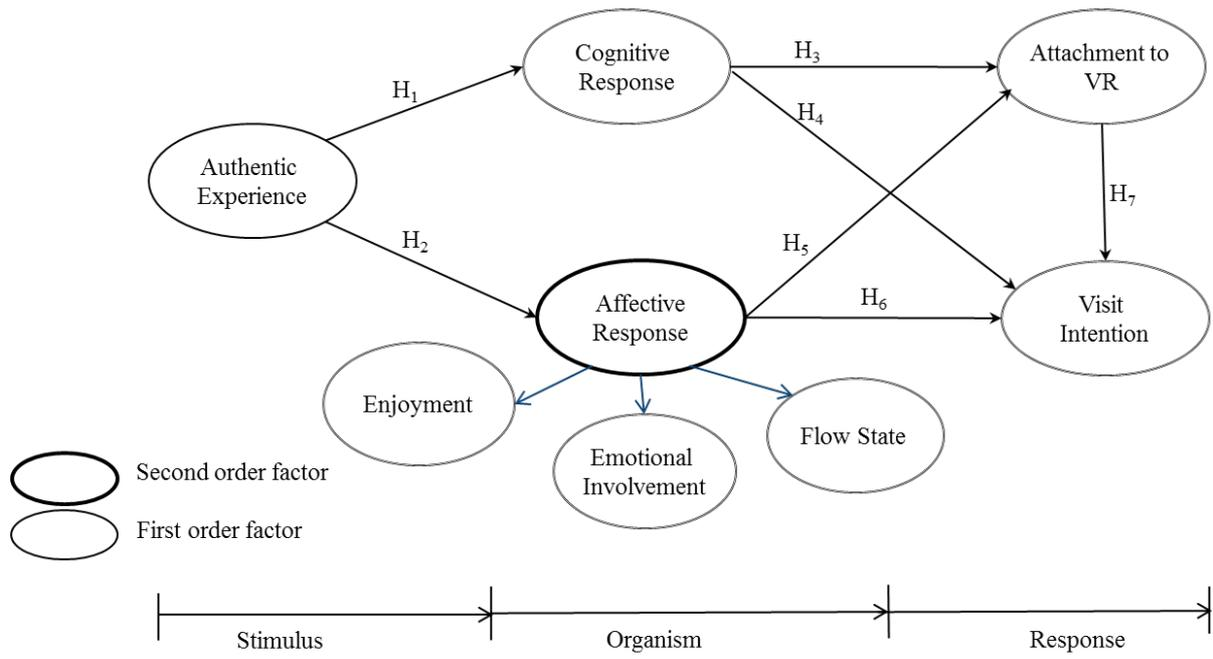 Cognitive
Response
Attachment to
VR
H3
H1
H4
Authentic
Experience
H7
H2
H5
Affective
Response
H6
Visit
Intention
Enjoyment
Flow State
Emotional
Involvement
Second order factor
First order factor
Stimulus
Organism
Response